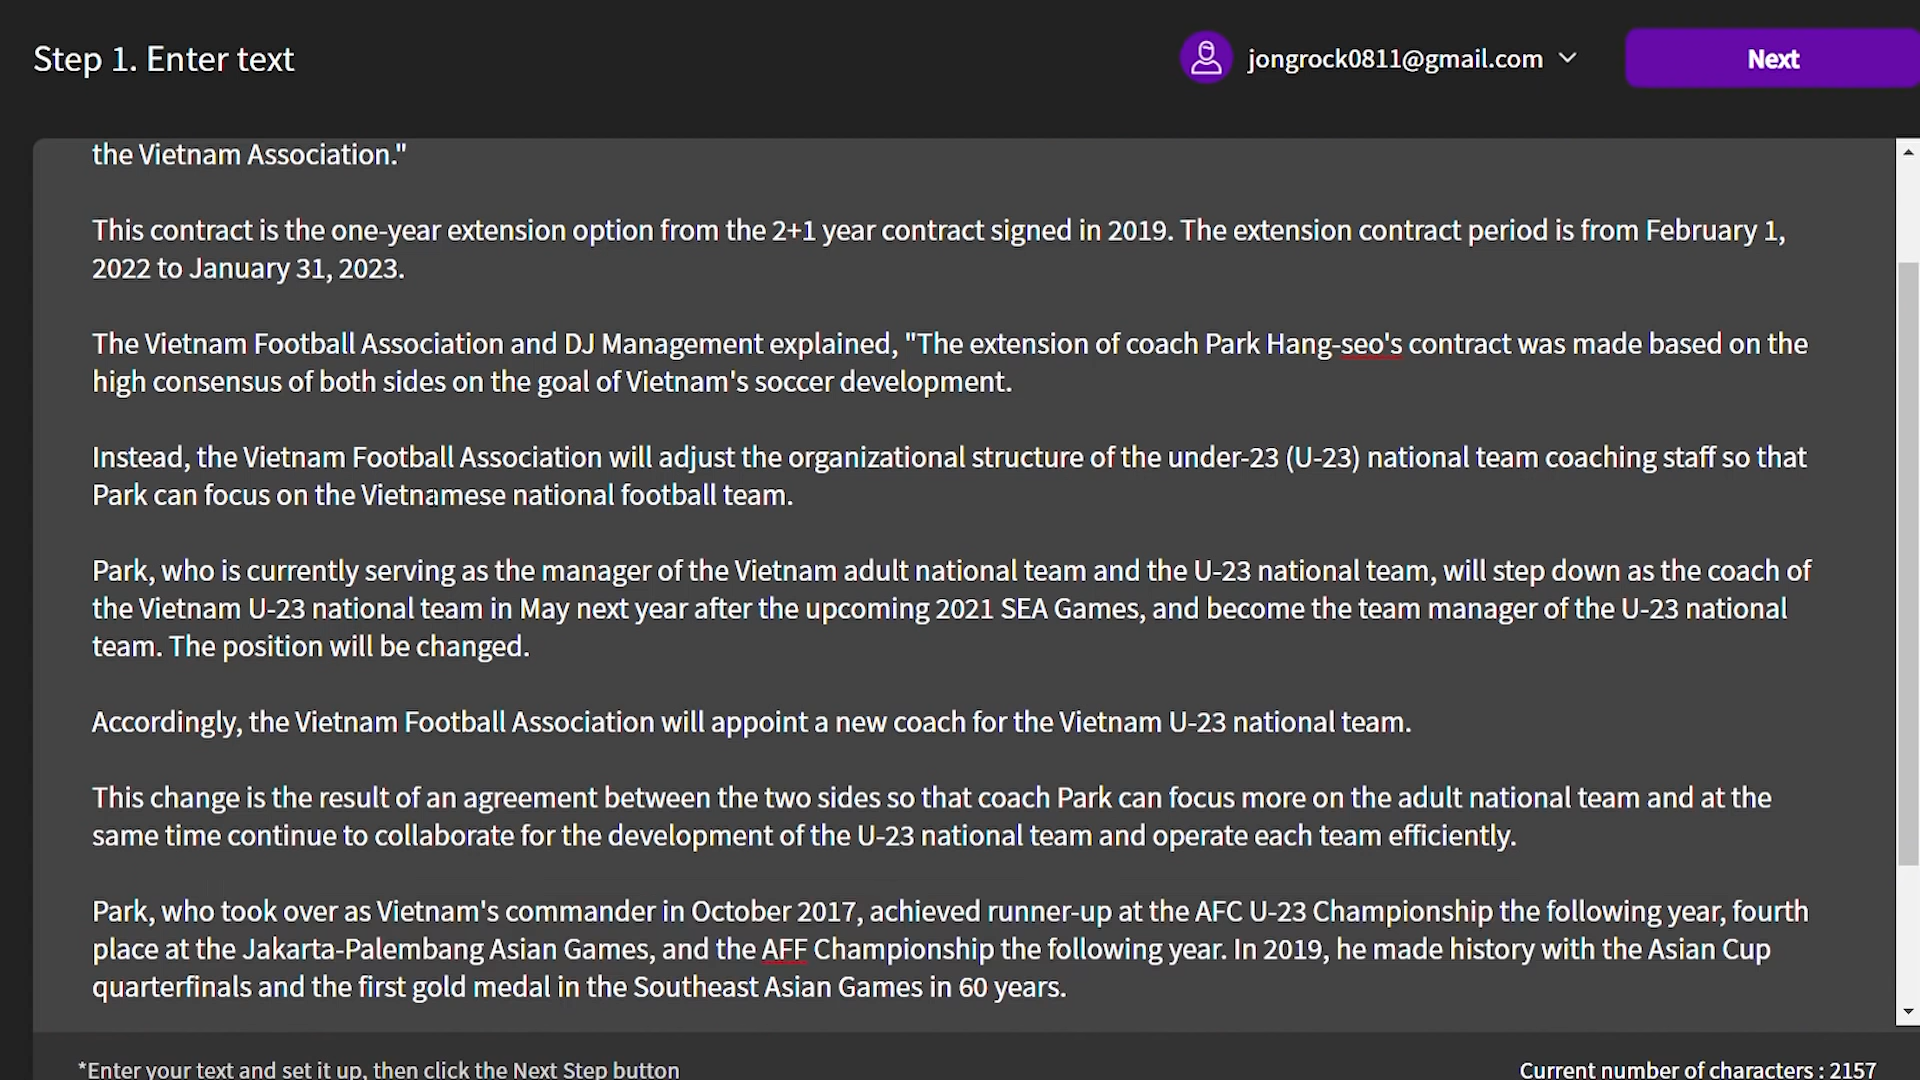 Step 1. Enter text
jongrock0811@gmail.com
Next
the Vietnam Association."
This contract is the one-year extension option from the 2+1 year contract signed in 2019. The extension contract period is from February 1,
2022 to January 31, 2023.
The Vietnam Football Association and DJ Management explained, "The extension of coach Park Hang-seo's contract was made based on the
high consensus of both sides on the goal of Vietnam's soccer development.
Instead, the Vietnam Football Association will adjust the organizational structure of the under-23 (U-23) national team coaching staff so that
Park can focus on the Vietnamese national football team.
Park, who is currently serving as the manager of the Vietnam adult national team and the U-23 national team, will step down as the coach of
the Vietnam U-23 national team in May next year after the upcoming 2021 SEA Games, and become the team manager of the U-23 national
team. The position will be changed.
Accordingly, the Vietnam Football Association will appoint a new coach for the Vietnam U-23 national team.
This change is the result of an agreement between the two sides so that coach Park can focus more on the adult national team and at the
same time continue to collaborate for the development of the U-23 national team and operate each team efficiently.
Park, who took over as Vietnam's commander in October 2017, achieved runner-up at the AFC U-23 Championship the following year, fourth
place at the Jakarta-Palembang Asian Games, and the AFF Championship the following year. In 2019, he made history with the Asian Cup
quarterfinals and the first gold medal in the Southeast Asian Games in 60 years.
*Enter your text and set it up, then click the Next Step button
Current number of characters : 2157